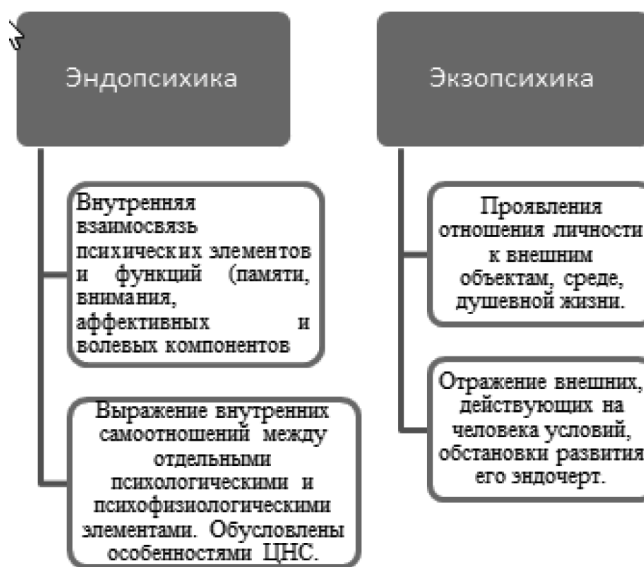 Эндопсихика
Внутренняя
взаимосвязь
психических элементов
и функций (памяти,
внимания,
аффективных и
волевых компонентов
Выражение внутренних
самоотношений между
отдельными
психологическими и
психофизиологическими
элементами. Обусловлены
особенностями ЦНС.
Экзопсихика
Проявления
отношения личности
к внешним
объектам, среде,
душевной жизни.
Отражение внешних,
действующих на
человека условий,
обстановки развития
его эндочерт.